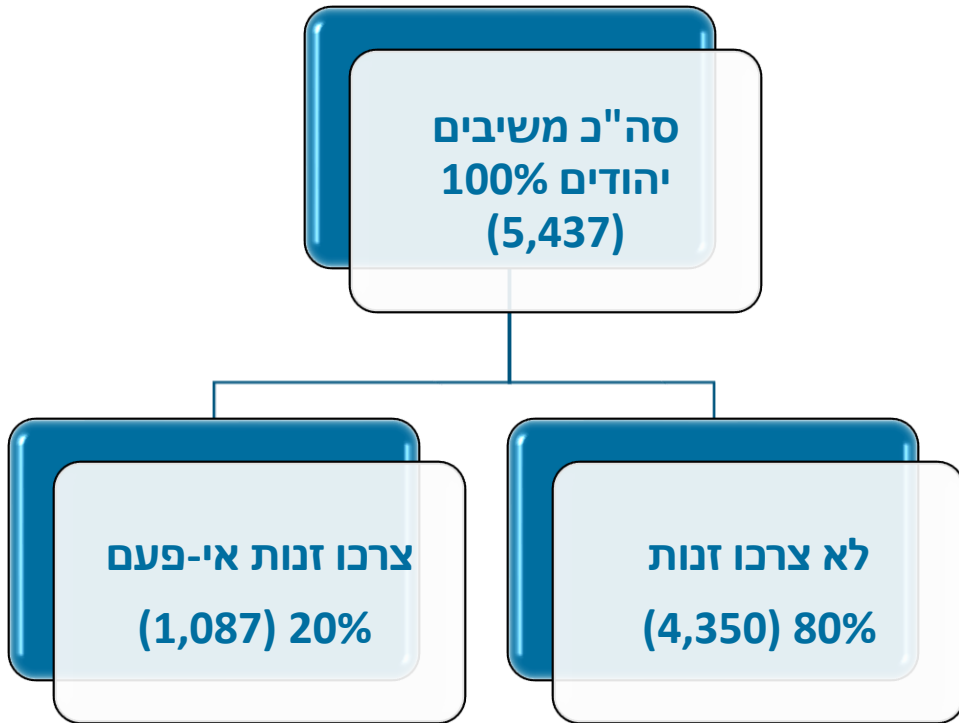 סה"כ משיבים
יהודים 100%
(5,437)
לא צרכו זנות
80% (4,350)
צרכו זנות אי-פעם
20% (1,087)